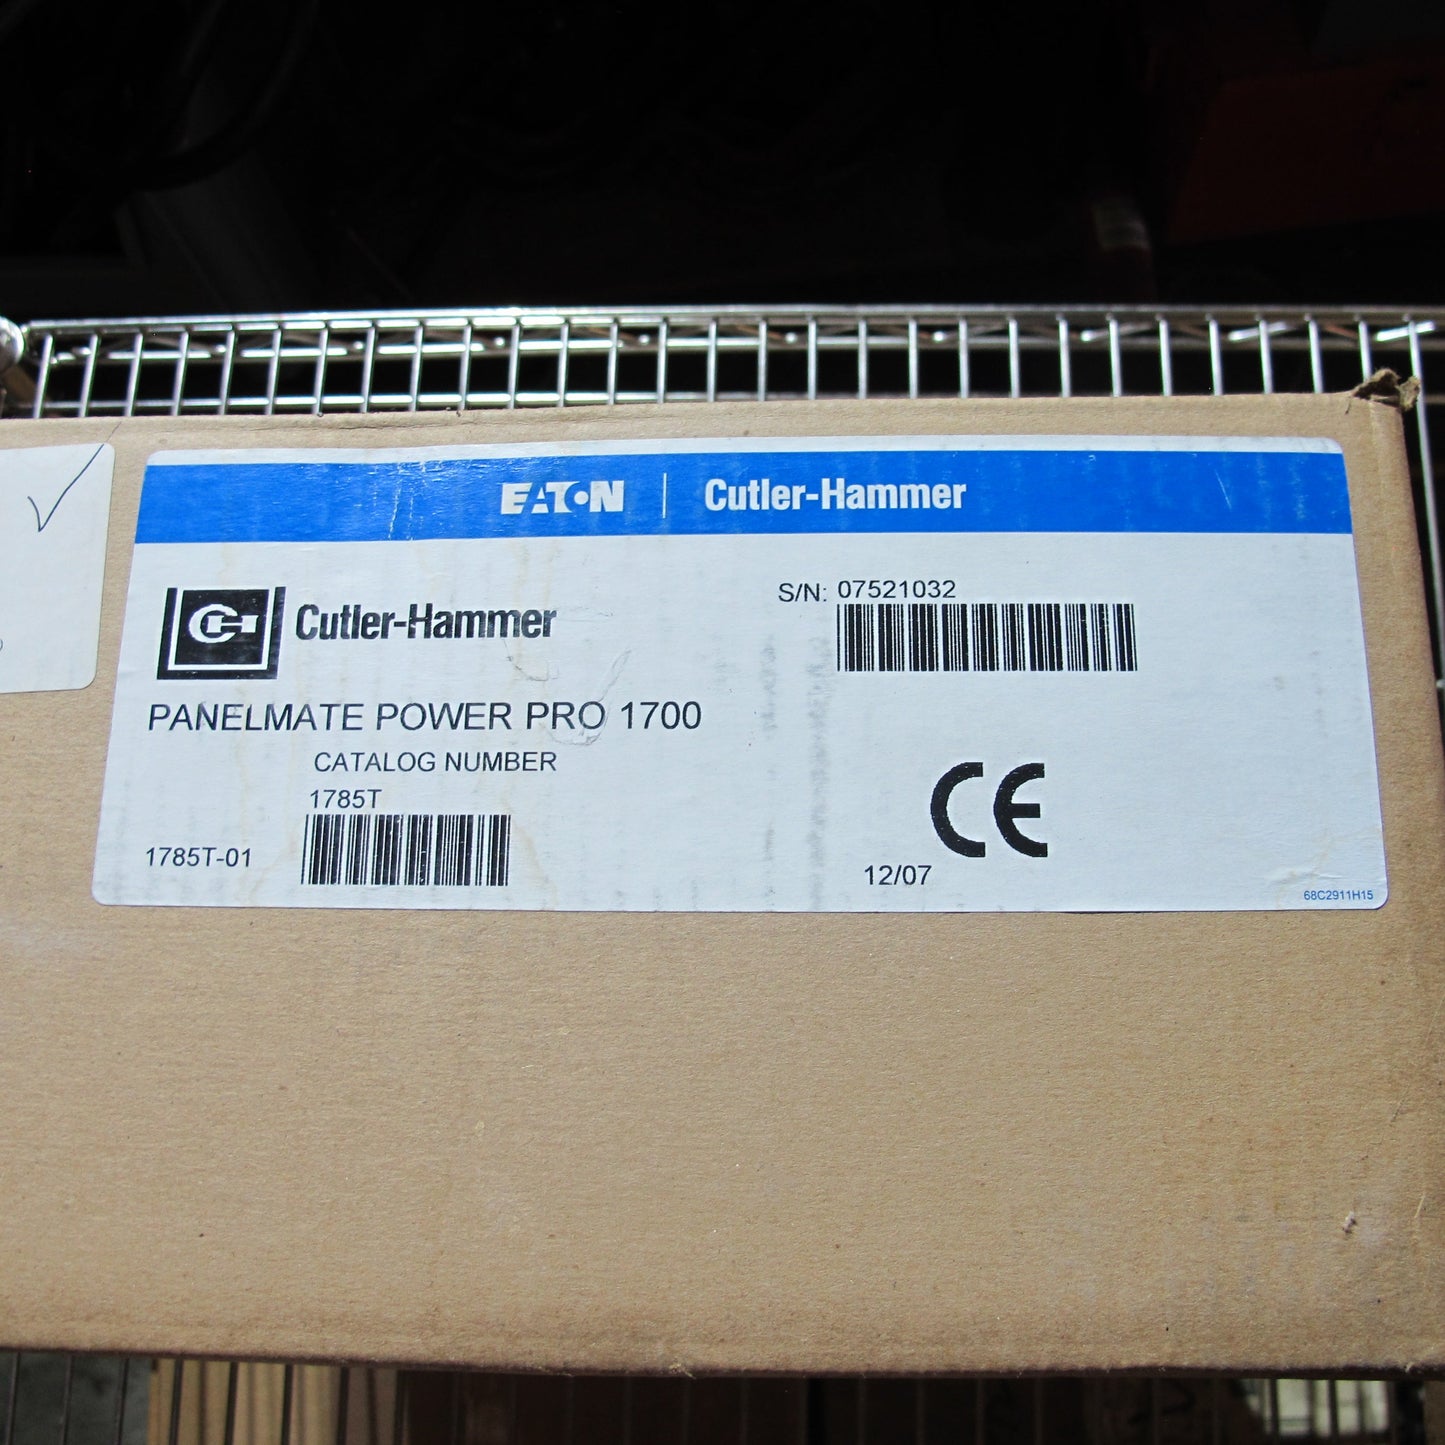 EATON | Cutler-Hammer
Cutler-Hammer
S/N: 07521032
PANELMATE POWER PRO 1700
CATALOG NUMBER
1785T
1785T-01
CE
12/07
68C2911H15